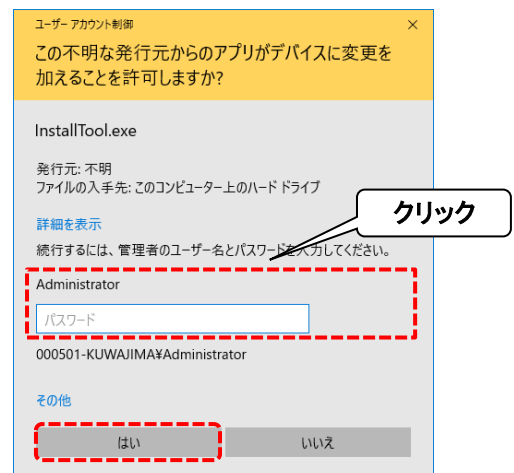 ユーザー アカウント制御
×
この不明な発行元からのアプリがデバイスに変更を
加えることを許可しますか?
InstallTool.exe
発行元: 不明
ファイルの入手先: このコンピューター上のハード ドライブ
クリック
詳細を表示
続行するには、管理者のユーザー名とパスワードを入力してください。
Administrator
パスワード
000501-KUWAJIMA¥Administrator
その他
はい
いいえ